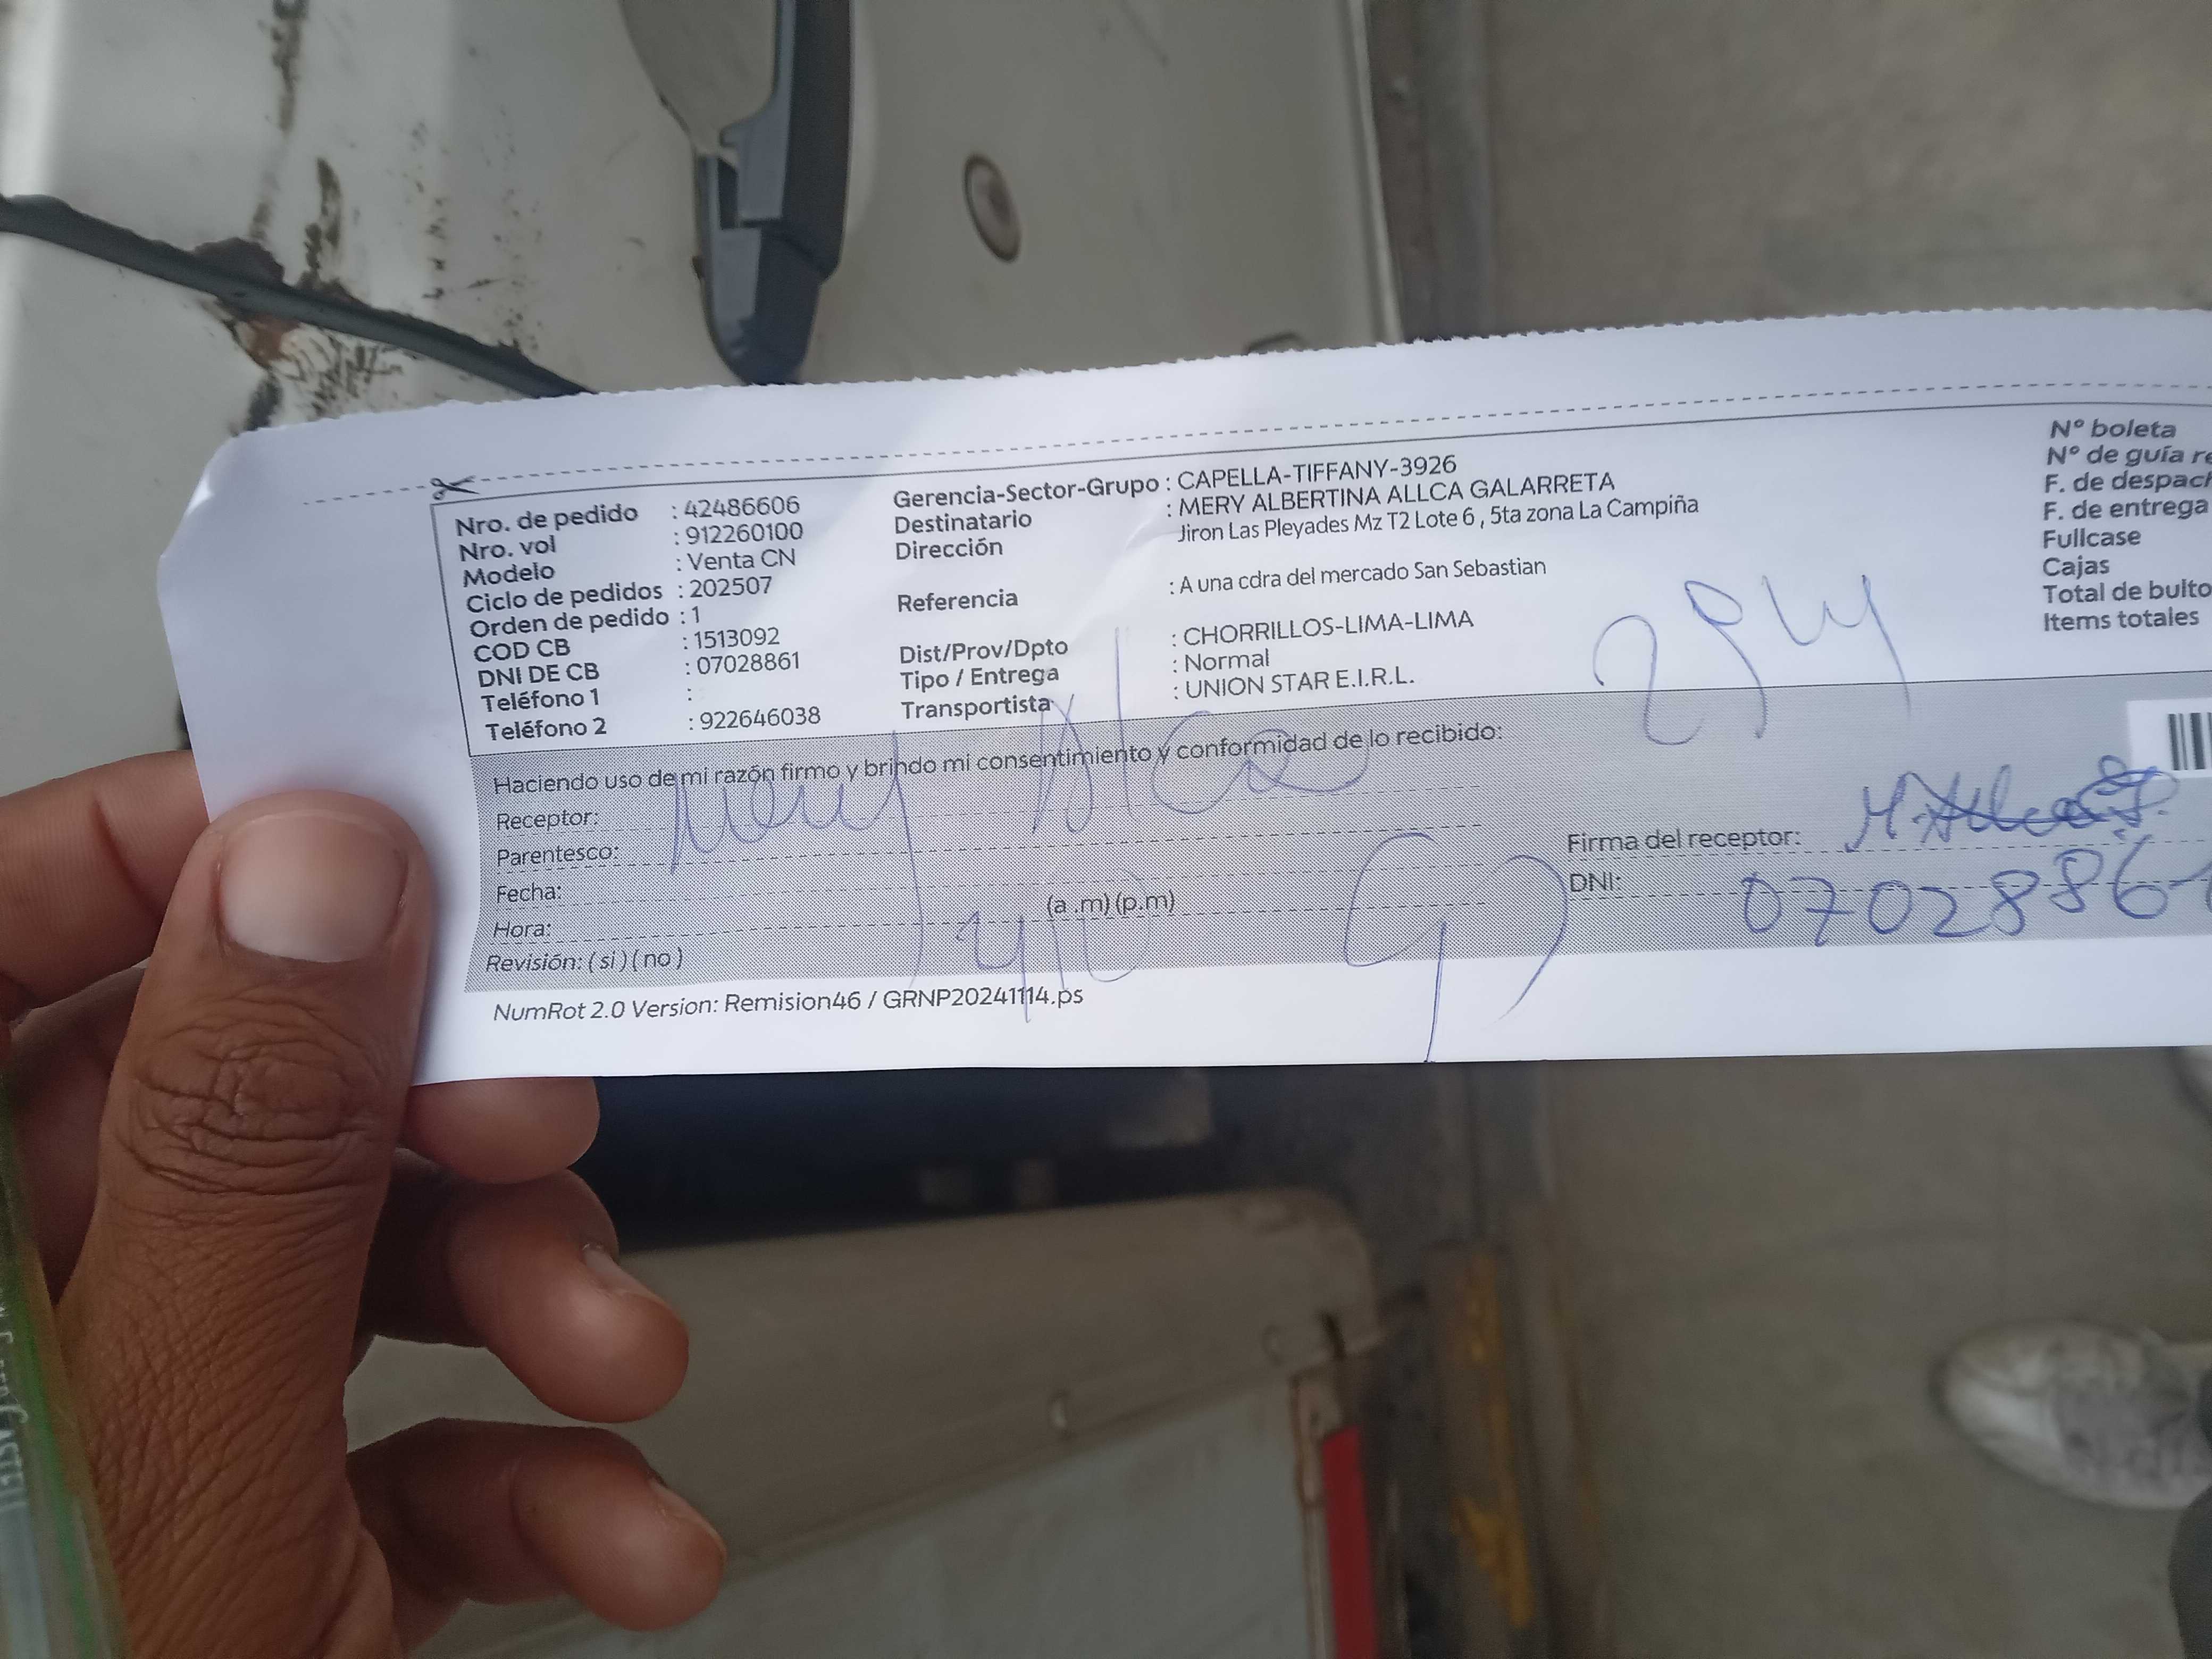 Nro. de pedido : 42486606
Nro. vol : 912260100
Modelo : Venta CN
Ciclo de pedidos : 202507
Orden de pedido : 1
COD CB : 1513092
DNI DE CB : 07028861
Teléfono 1 :
Teléfono 2 : 922646038
Gerencia-Sector-Grupo : CAPELLA-TIFFANY-3926
Destinatario : MERY ALBERTINA ALLCA GALARRETA
Dirección Jiron Las Pleyades Mz T2 Lote 6 , 5ta zona La Campiña
Referencia : A una cdra del mercado San Sebastian
Dist/Prov/Dpto : CHORRILLOS-LIMA-LIMA
Tipo / Entrega : Normal
Transportista : UNION STAR E.I.R.L.
Nº boleta
Nº de guía re
F. de despach
F. de entrega
Fullcase
Cajas
Total de bulto
Items totales
Haciendo uso de mi razón firmo y brindo mi consentimiento y conformidad de lo recibido:
Receptor: Mery
Parentesco:
Fecha:
Hora: (a .m) (p.m)
Revisión: ( si ) ( no )
Firma del receptor:
DNI: 07028861
NumRot 2.0 Version: Remision46 / GRNP20241114.ps